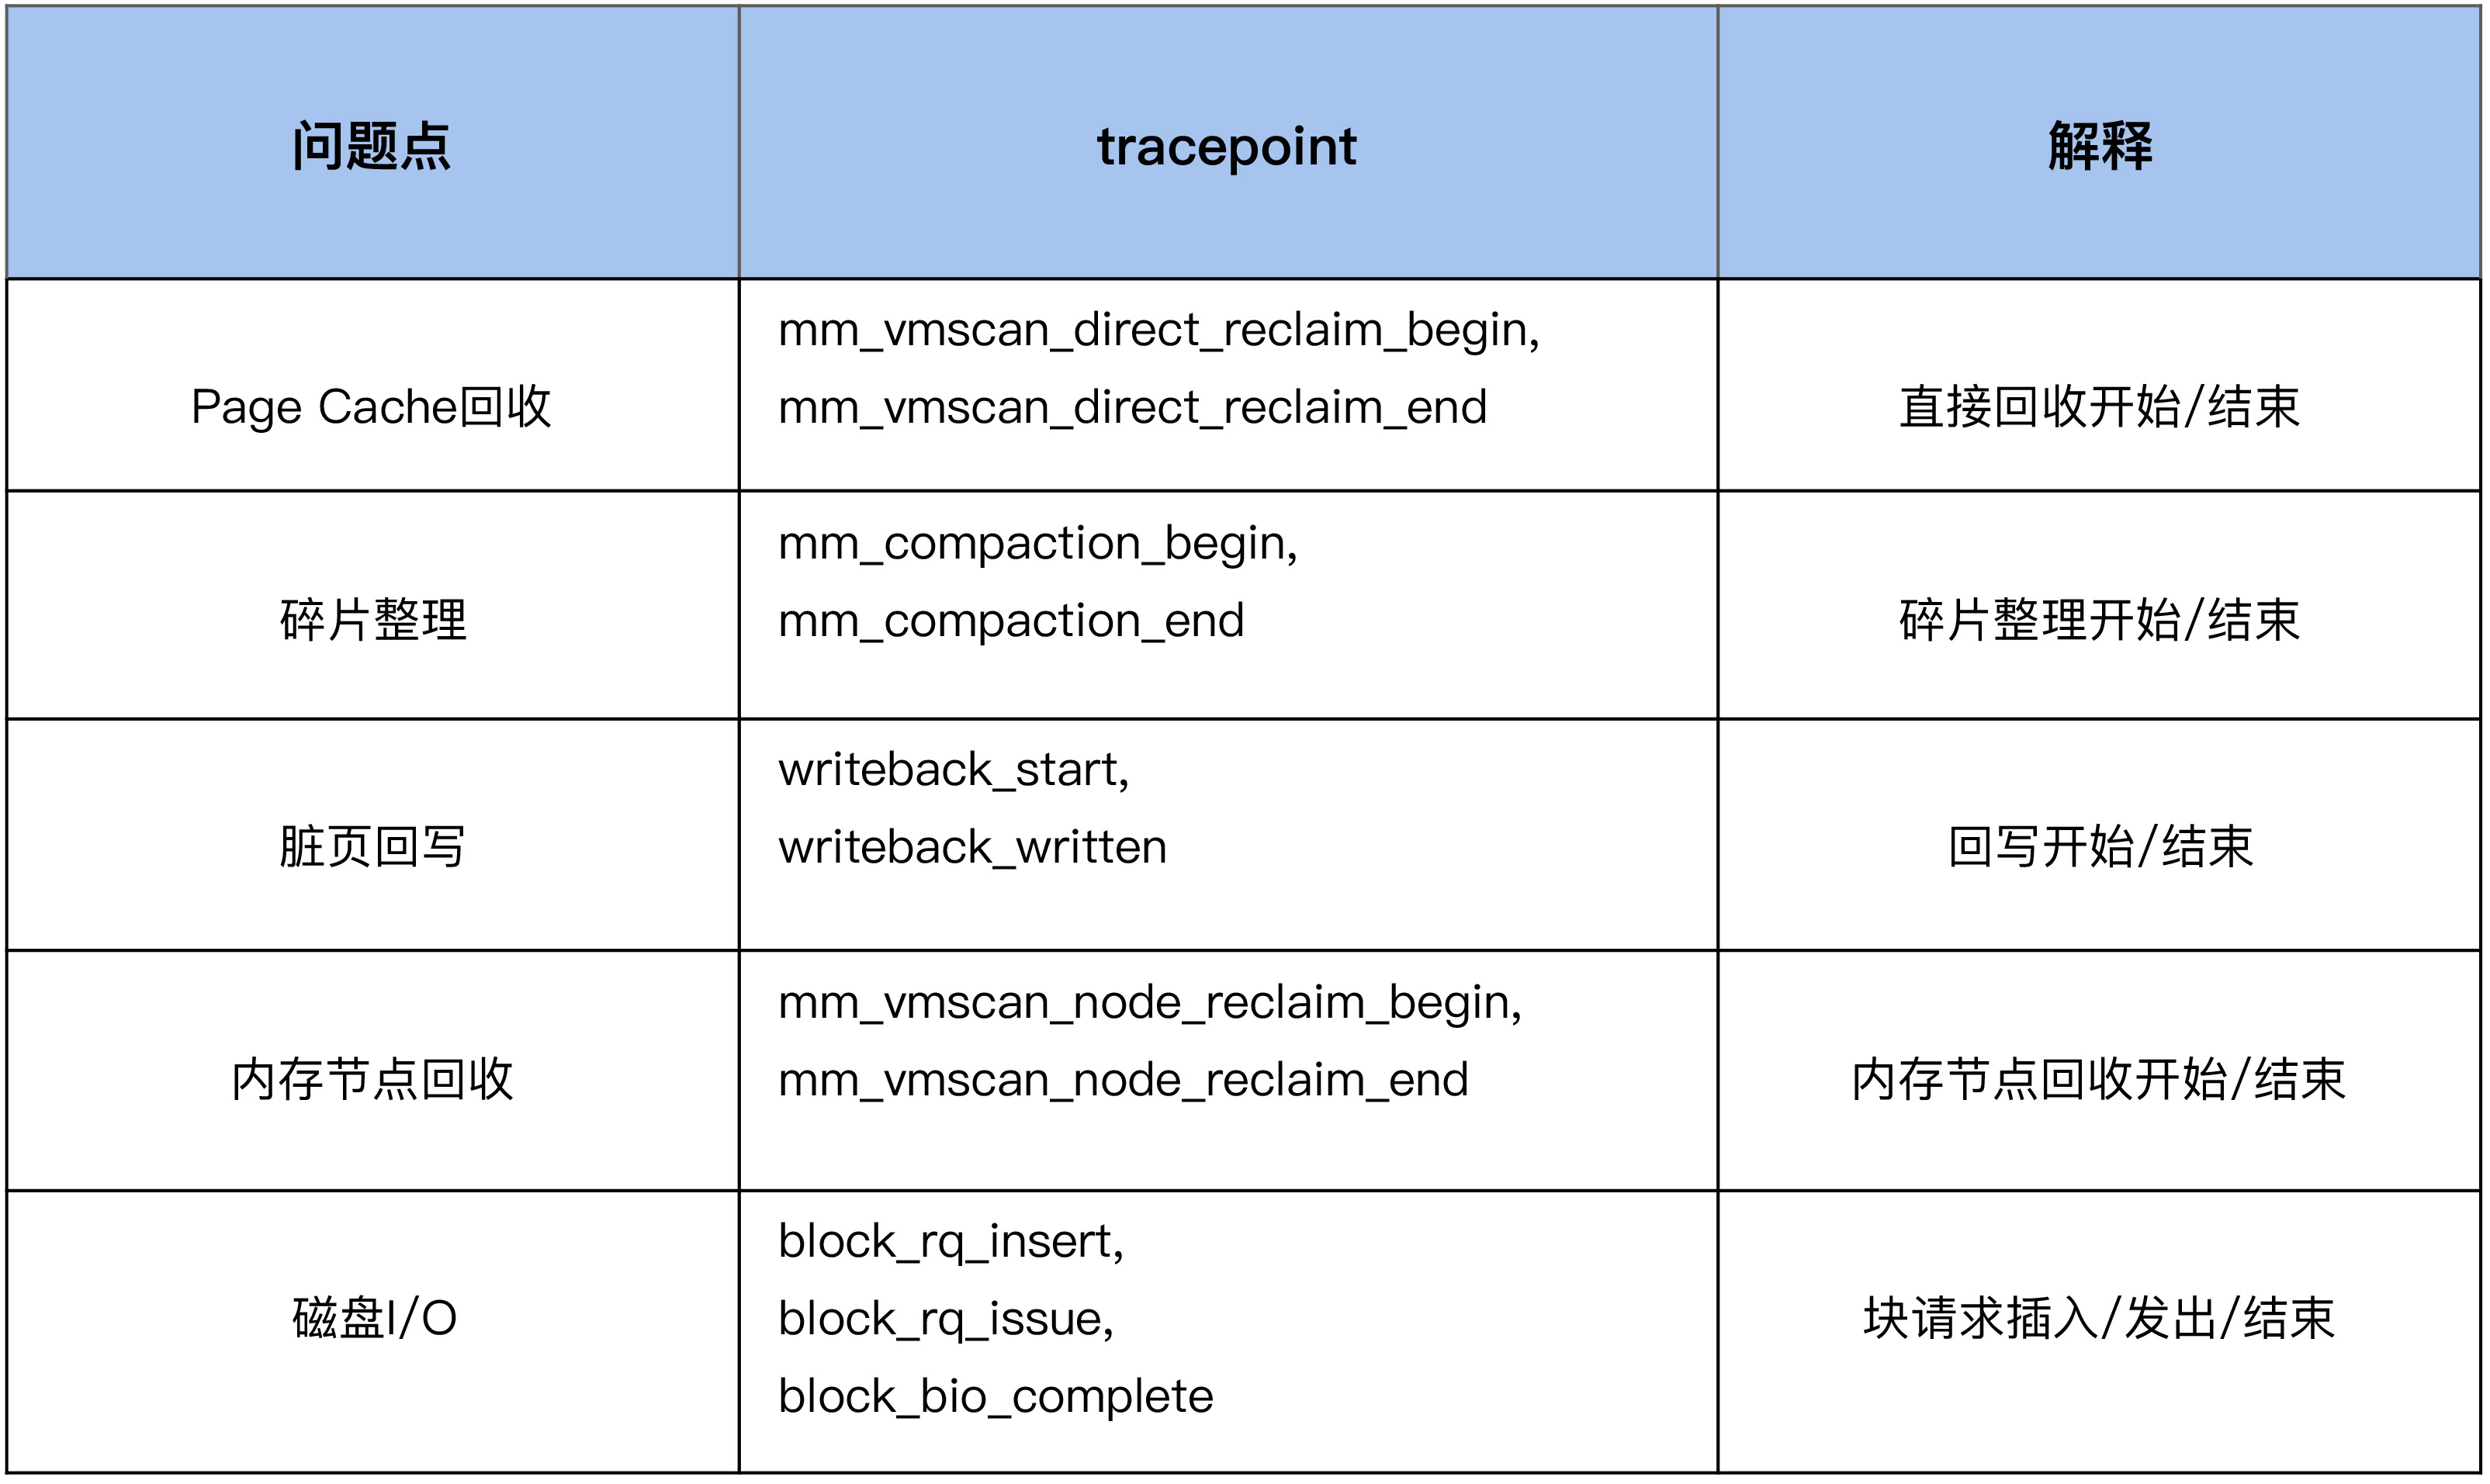 问题点
tracepoint
解释
Page Cache回收
mm_vmscan_direct_reclaim_begin,
mm_vmscan_direct_reclaim_end
直接回收开始/结束
碎片整理
mm_compaction_begin,
mm_compaction_end
碎片整理开始/结束
脏页回写
writeback_start,
writeback_written
回写开始/结束
内存节点回收
mm_vmscan_node_reclaim_begin,
mm_vmscan_node_reclaim_end
内存节点回收开始/结束
磁盘I/O
block_rq_insert,
block_rq_issue,
block_bio_complete
块请求插入/发出/结束